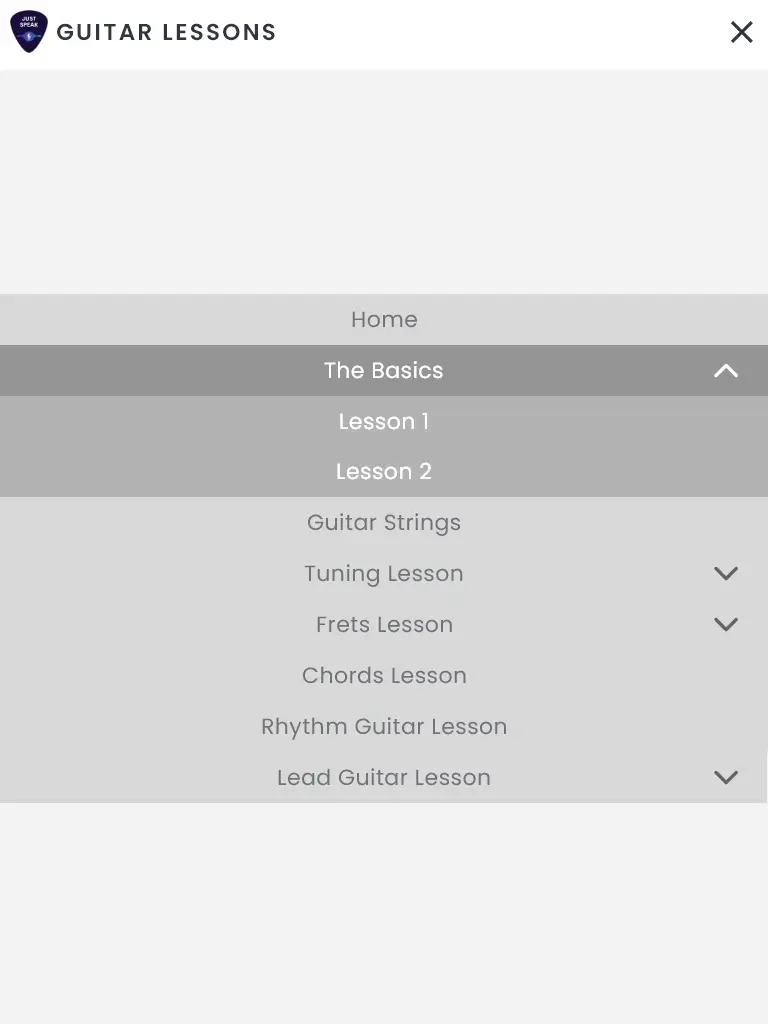 JUST
SPEAK
GUITAR LESSONS
Home
The Basics
Lesson 1
Lesson 2
Guitar Strings
Tuning Lesson
Frets Lesson
Chords Lesson
Rhythm Guitar Lesson
Lead Guitar Lesson